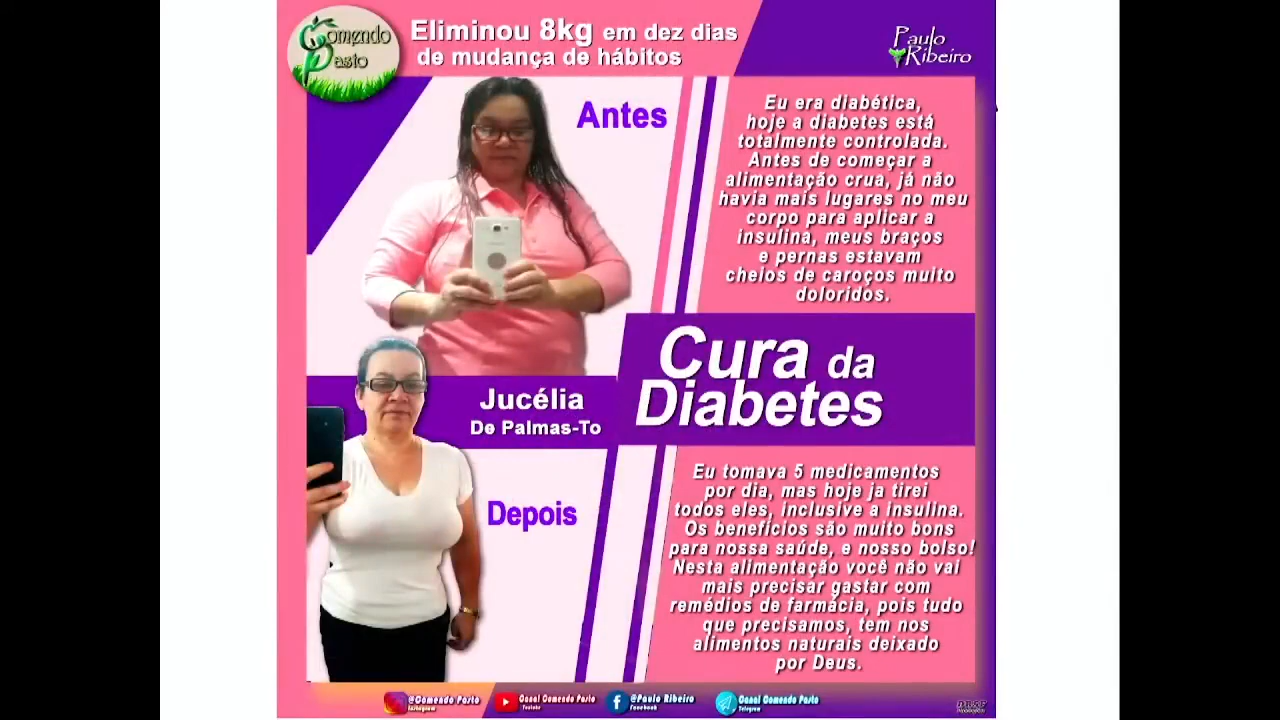 Comendo
Pasto
Eliminou 8kg em dez dias
de mudança de hábitos
Paulo
Ribeiro
Antes
Eu era diabética,
hoje a diabetes está
totalmente controlada.
Antes de começar a
alimentação crua, já não
havia mais lugares no meu
corpo para aplicar a
insulina, meus braços
e pernas estavam
cheios de caroços muito
doloridos.
Cura da
Diabetes
Jucélia
De Palmas-To
Depois
Eu tomava 5 medicamentos
por dia, mas hoje ja tirei
todos eles, inclusive a insulina.
Os benefícios são muito bons
para nossa saúde, e nosso bolso!
Nesta alimentação você não vai
mais precisar gastar com
remédios de farmácia, pois tudo
que precisamos, tem nos
alimentos naturais deixado
por Deus.
@Comendo Pasto
Instagram
Canal Comendo Pasto
Youtube
@Paulo Ribeiro
Facebook
Canal Comendo Pasto
Telegram